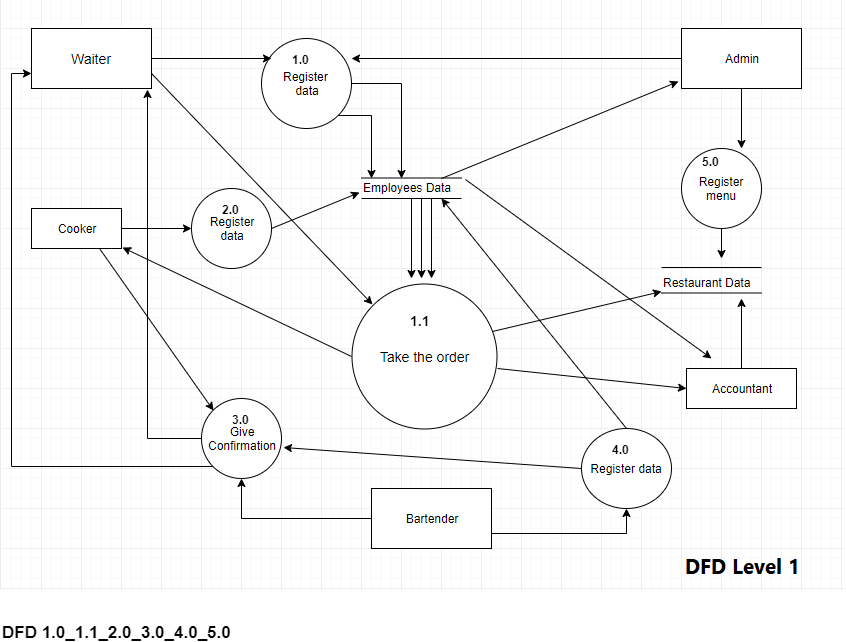 Waiter
1.0
Register
data
Admin
5.0
Register
menu
Employees Data
2.0
Register
data
Cooker
Restaurant Data
1.1
Take the order
Accountant
3.0
Give
Confirmation
4.0
Register data
Bartender
DFD Level 1
DFD 1.0_1.1_2.0_3.0_4.0_5.0